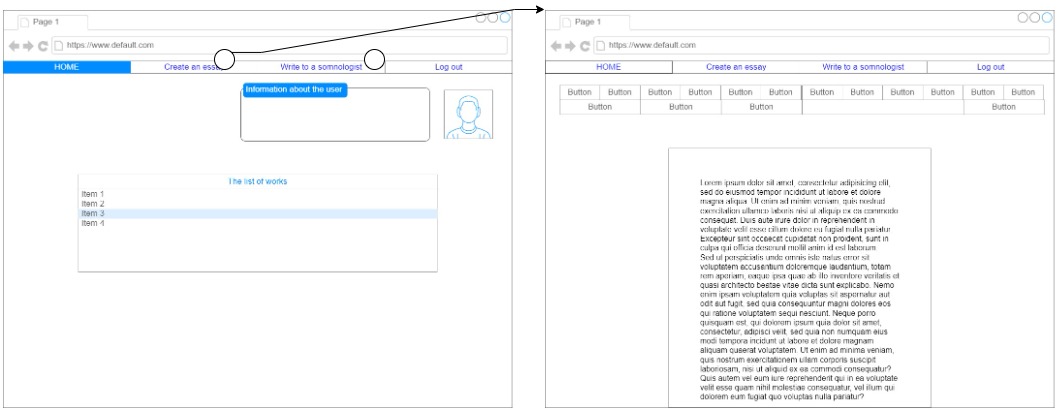 Page 1
https://www.default.com
HOME
Create an essay
Write to a somnologist
Log out
Information about the user
The list of works
Item 1
Item 2
Item 3
Item 4
Page 1
https://www.default.com
HOME
Create an essay
Write to a somnologist
Log out
Button Button Button Button Button Button Button Button Button Button Button Button
Button Button Button Button
Lorem ipsum dolor sit amet, consectetur adipisicing elit,
sed do eiusmod tempor incididunt ut labore et dolore
magna aliqua. Ut enim ad minim veniam, quis nostrud
exercitation ullamco laboris nisi ut aliquip ex ea commodo
consequat. Duis aute irure dolor in reprehenderit in
voluptate velit esse cillum dolore eu fugiat nulla pariatur.
Excepteur sint occaecat cupidatat non proident, sunt in
culpa qui officia deserunt mollit anim id est laborum.
Sed ut perspiciatis unde omnis iste natus error sit
voluptatem accusantium doloremque laudantium, totam
rem aperiam, eaque ipsa quae ab illo inventore veritatis et
quasi architecto beatae vitae dicta sunt explicabo. Nemo
enim ipsam voluptatem quia voluptas sit aspernatur aut
odit aut fugit, sed quia consequuntur magni dolores eos
qui ratione voluptatem sequi nesciunt. Neque porro
quisquam est, qui dolorem ipsum quia dolor sit amet,
consectetur, adipisci velit, sed quia non numquam eius
modi tempora incidunt ut labore et dolore magnam
aliquam quaerat voluptatem. Ut enim ad minima veniam,
quis nostrum exercitationem ullam corporis suscipit
laboriosam, nisi ut aliquid ex ea commodi consequatur?
Quis autem vel eum iure reprehenderit qui in ea voluptate
velit esse quam nihil molestiae consequatur, vel illum qui
dolorem eum fugiat quo voluptas nulla pariatur?